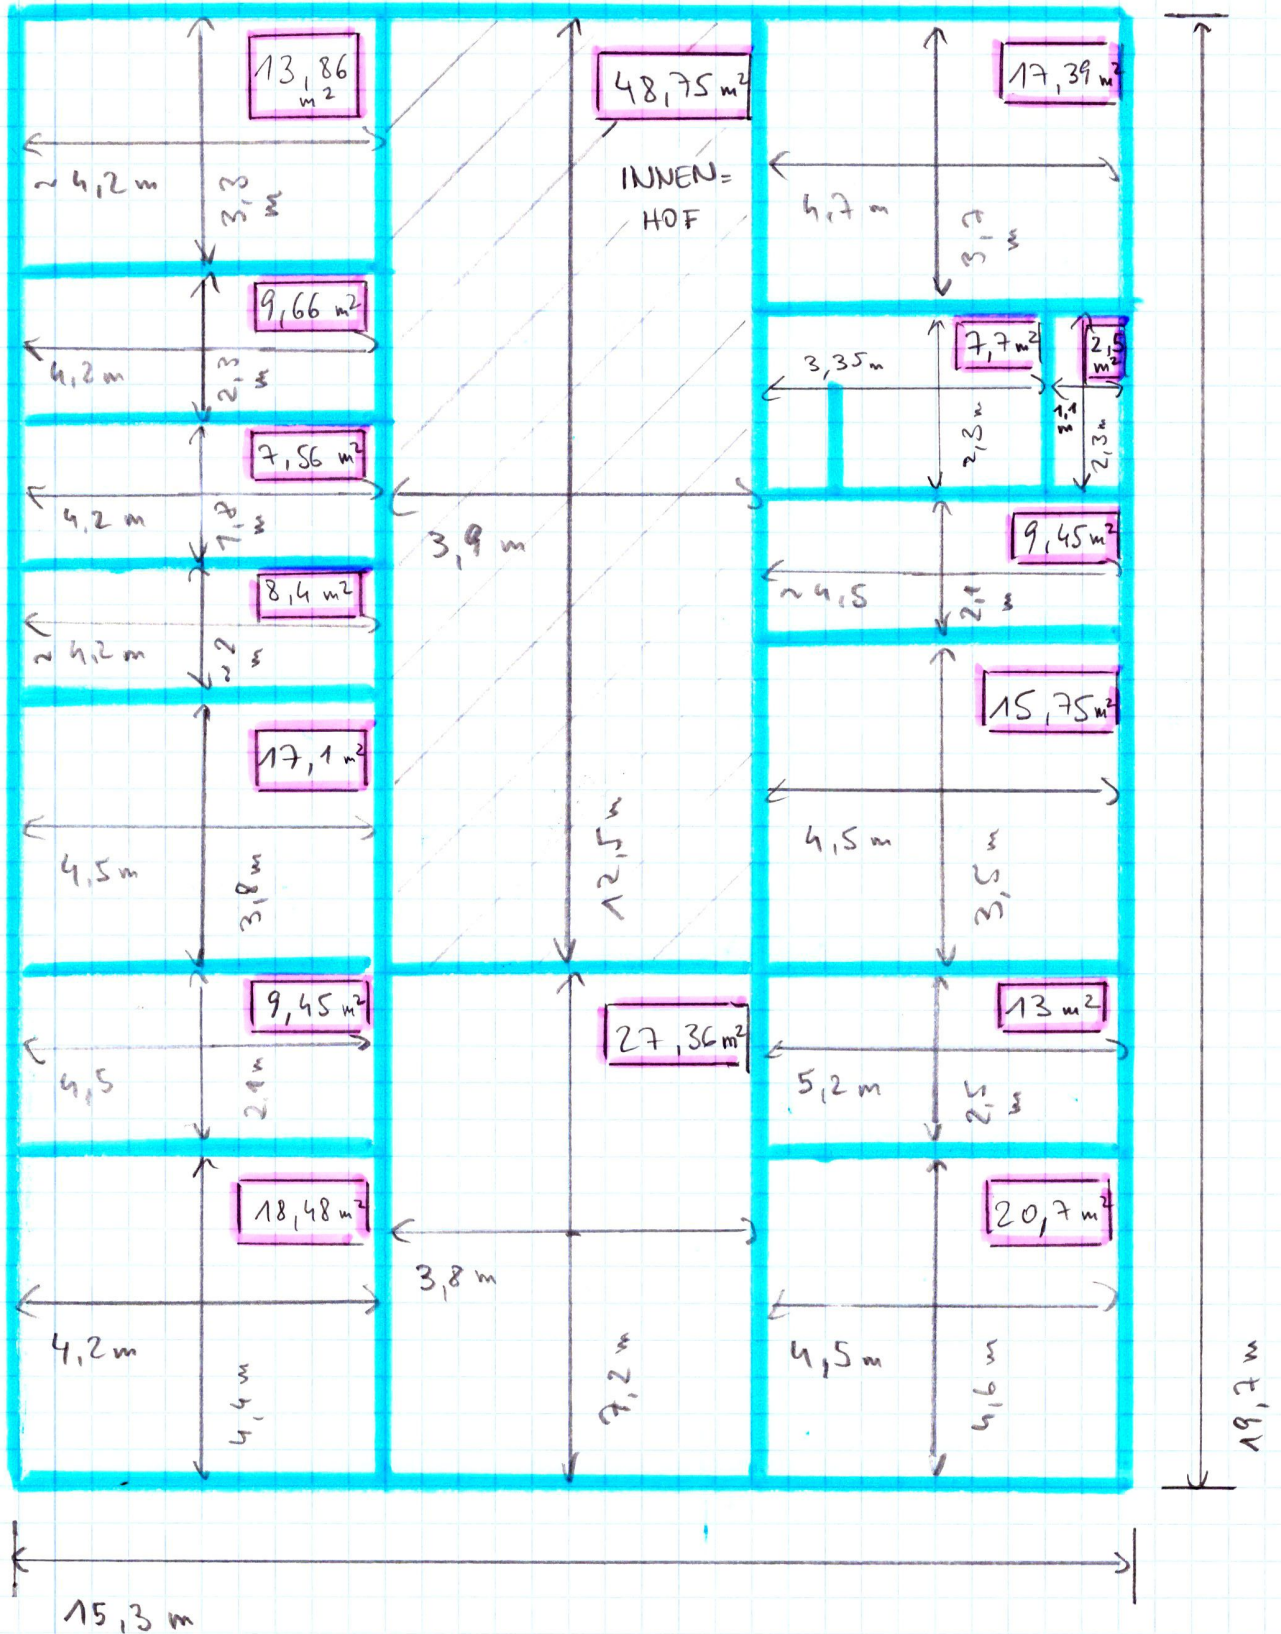 13,86
m²
~ 4,2 m
3,3
m
48,75 m²
INNEN=
HOF
17,39 m²
4,7 m
3,7
m
9,66 m²
4,2 m
2,3
m
7,7 m²
2,5
m²
3,35 m
2,3 m
1,1
m
2,3 m
7,56 m²
4,2 m
1,8
m
3,9 m
12,5 m
9,45 m²
~ 4,5
2,1
m
8,4 m²
~ 4,2 m
~ 2
m
15,75 m²
4,5 m
3,5 m
17,1 m²
4,5 m
3,8 m
9,45 m²
4,5
2,1 m
27,36 m²
3,8 m
7,2 m
13 m²
5,2 m
2,5
m
18,48 m²
4,2 m
4,4 m
20,7 m²
4,5 m
4,6 m
19,7 m
15,3 m